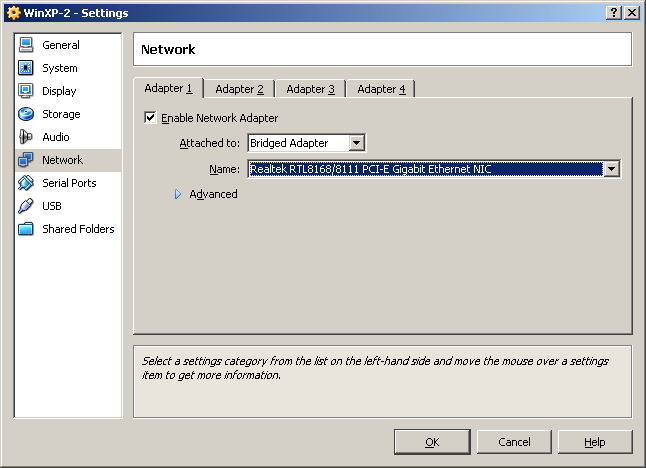 WinXP-2 - Settings
General
System
Display
Storage
Audio
Network
Serial Ports
USB
Shared Folders
Network
Adapter 1 Adapter 2 Adapter 3 Adapter 4
Enable Network Adapter
Attached to: Bridged Adapter
Name: Realtek RTL8168/8111 PCI-E Gigabit Ethernet NIC
Advanced
Select a settings category from the list on the left-hand side and move the mouse over a settings
item to get more information.
OK Cancel Help